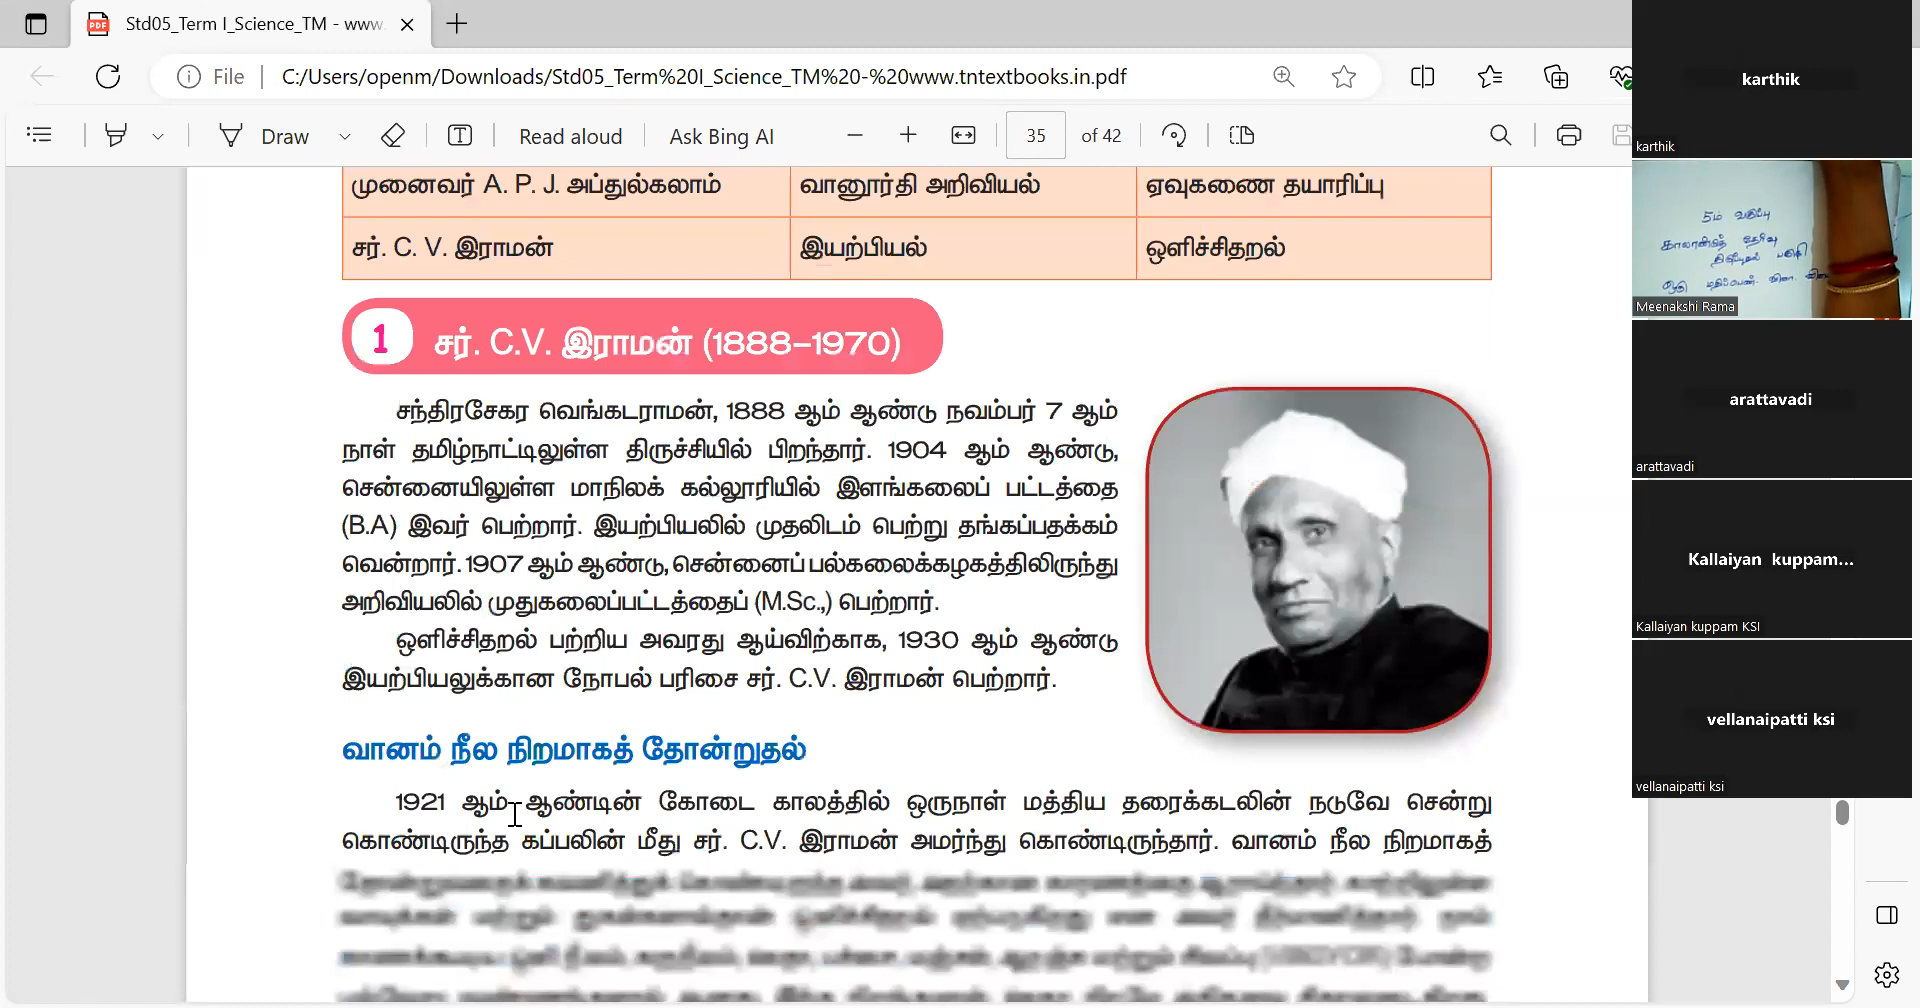 Std05_Term I_Science_TM - www.
File
C:/Users/openm/Downloads/Std05_Term%20I_Science_TM%20-%20www.tntextbooks.in.pdf
Draw
Read aloud
Ask Bing AI
35
of 42
முனைவர் A. P. J. அப்துல்கலாம் வானூர்தி அறிவியல் ஏவுகணை தயாரிப்பு
சர். C. V. இராமன் இயற்பியல் ஒளிச்சிதறல்
1 சர். C.V. இராமன் (1888–1970)
சந்திரசேகர வெங்கடராமன், 1888 ஆம் ஆண்டு நவம்பர் 7 ஆம்
நாள் தமிழ்நாட்டிலுள்ள திருச்சியில் பிறந்தார். 1904 ஆம் ஆண்டு,
சென்னையிலுள்ள மாநிலக் கல்லூரியில் இளங்கலைப் பட்டத்தை
(B.A) இவர் பெற்றார். இயற்பியலில் முதலிடம் பெற்று தங்கப்பதக்கம்
வென்றார். 1907 ஆம் ஆண்டு, சென்னைப் பல்கலைக்கழகத்திலிருந்து
அறிவியலில் முதுகலைப்பட்டத்தைப் (M.Sc.,) பெற்றார்.
ஒளிச்சிதறல் பற்றிய அவரது ஆய்விற்காக, 1930 ஆம் ஆண்டு
இயற்பியலுக்கான நோபல் பரிசை சர். C.V. இராமன் பெற்றார்.
வானம் நீல நிறமாகத் தோன்றுதல்
1921 ஆம் ஆண்டின் கோடை காலத்தில் ஒருநாள் மத்திய தரைக்கடலின் நடுவே சென்று
கொண்டிருந்த கப்பலின் மீது சர். C.V. இராமன் அமர்ந்து கொண்டிருந்தார். வானம் நீல நிறமாகத்
karthik
karthik
5ம் வகுப்பு
Meenakshi Rama
arattavadi
arattavadi
Kallaiyan kuppam...
Kallaiyan kuppam KSI
vellanaipatti ksi
vellanaipatti ksi